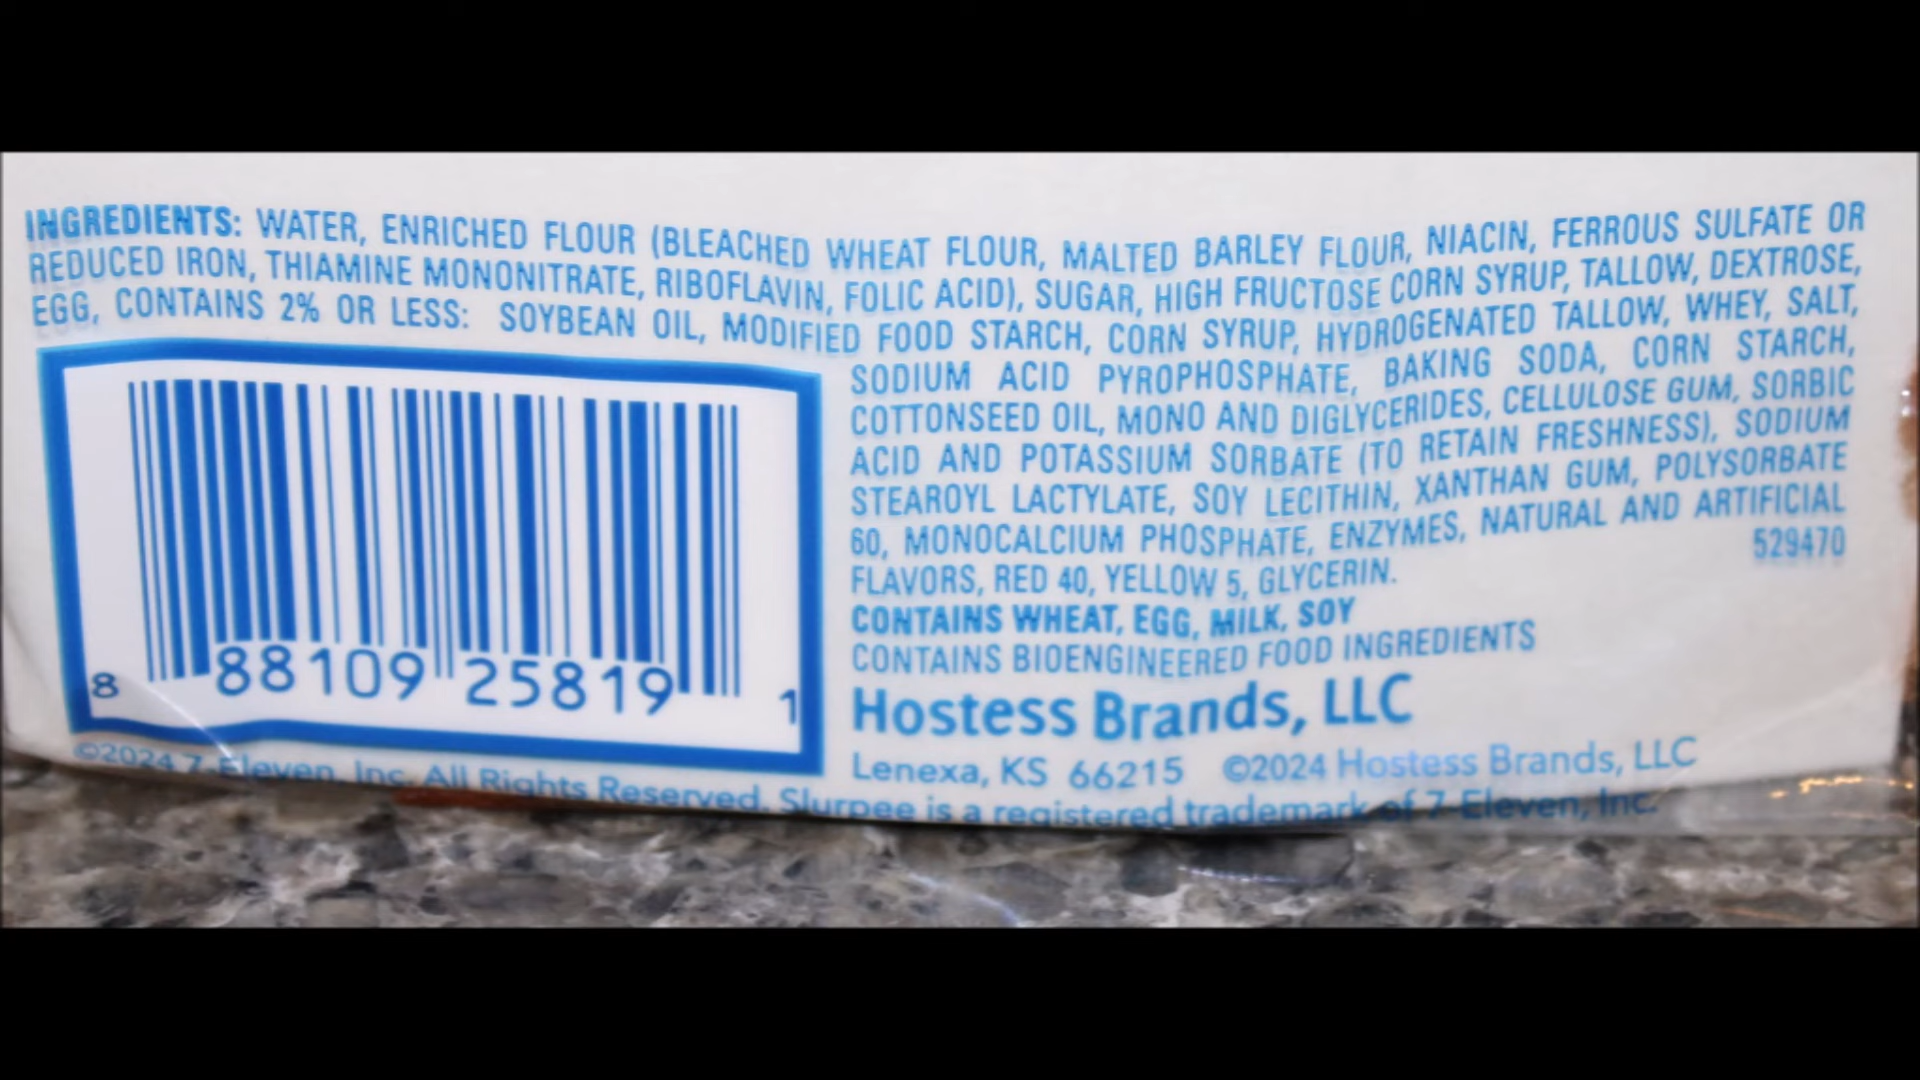 INGREDIENTS: WATER, ENRICHED FLOUR (BLEACHED WHEAT FLOUR, MALTED BARLEY FLOUR, NIACIN, FERROUS SULFATE OR
REDUCED IRON, THIAMINE MONONITRATE, RIBOFLAVIN, FOLIC ACID), SUGAR, HIGH FRUCTOSE CORN SYRUP, TALLOW, DEXTROSE,
EGG, CONTAINS 2% OR LESS: SOYBEAN OIL, MODIFIED FOOD STARCH, CORN SYRUP, HYDROGENATED TALLOW, WHEY, SALT,
SODIUM ACID PYROPHOSPHATE, BAKING SODA, CORN STARCH,
COTTONSEED OIL, MONO AND DIGLYCERIDES, CELLULOSE GUM, SORBIC
ACID AND POTASSIUM SORBATE (TO RETAIN FRESHNESS), SODIUM
STEAROYL LACTYLATE, SOY LECITHIN, XANTHAN GUM, POLYSORBATE
60, MONOCALCIUM PHOSPHATE, ENZYMES, NATURAL AND ARTIFICIAL
FLAVORS, RED 40, YELLOW 5, GLYCERIN. 529470
CONTAINS WHEAT, EGG, MILK, SOY
CONTAINS BIOENGINEERED FOOD INGREDIENTS
Hostess Brands, LLC
Lenexa, KS 66215 ©2024 Hostess Brands, LLC
8 88109 25819 1
©2024 7-Eleven, Inc. All Rights Reserved. Slurpee is a registered trademark of 7-Eleven, Inc.